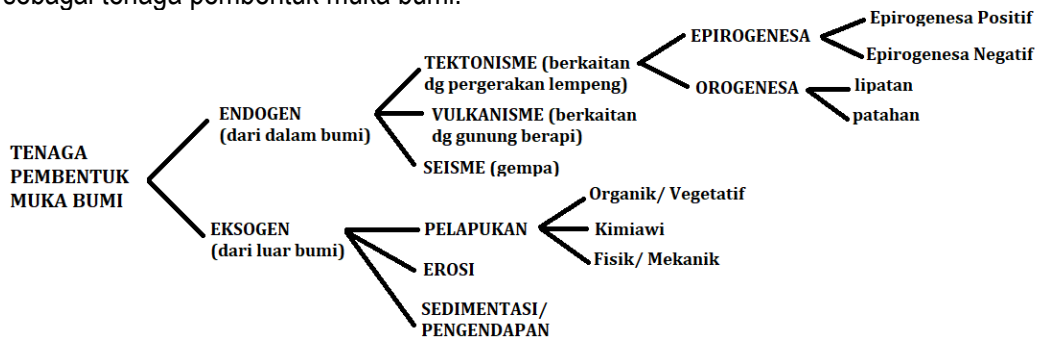 sebagai tenaga pembentuk muka bumi.
TENAGA
PEMBENTUK
MUKA BUMI
ENDOGEN
(dari dalam bumi)
TEKTONISME (berkaitan
dg pergerakan lempeng)
EPIROGENESA
Epirogenesa Positif
Epirogenesa Negatif
OROGENESA
lipatan
patahan
VULKANISME (berkaitan
dg gunung berapi)
SEISME (gempa)
EKSOGEN
(dari luar bumi)
PELAPUKAN
Organik/ Vegetatif
Kimiawi
Fisik/ Mekanik
EROSI
SEDIMENTASI/
PENGENDAPAN